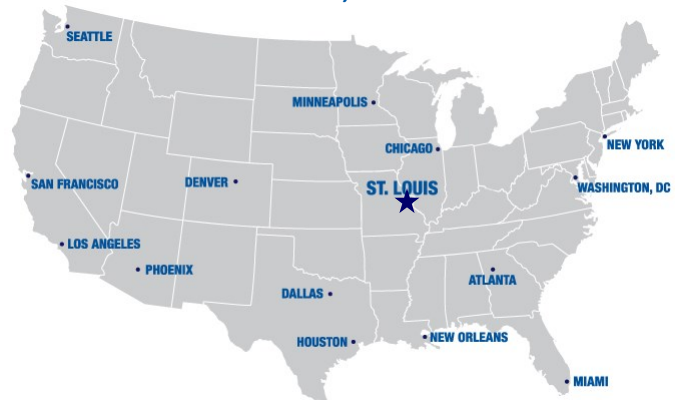 SEATTLE
MINNEAPOLIS
CHICAGO
NEW YORK
SAN FRANCISCO
DENVER
ST. LOUIS
WASHINGTON, DC
LOS ANGELES
PHOENIX
DALLAS
ATLANTA
HOUSTON
NEW ORLEANS
MIAMI